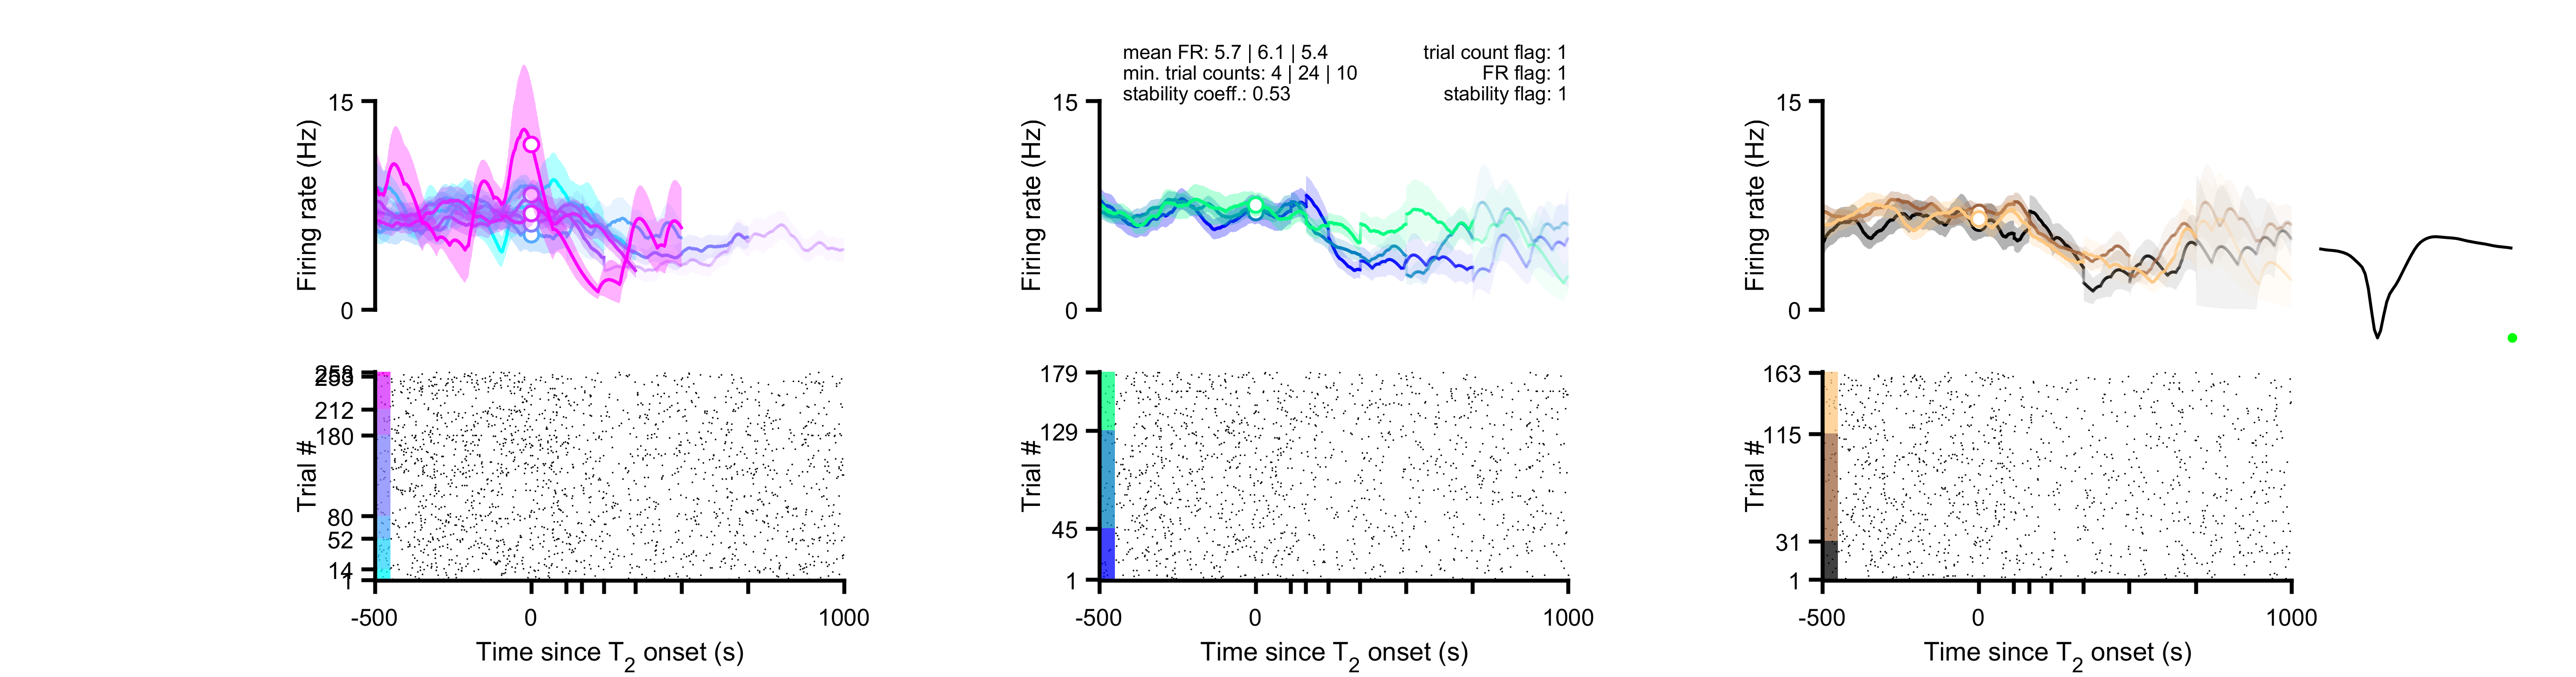 mean FR: 5.7 | 6.1 | 5.4
min. trial counts: 4 | 24 | 10
stability coeff.: 0.53
trial count flag: 1
FR flag: 1
stability flag: 1
15
Firing rate (Hz)
0
15
Firing rate (Hz)
0
15
Firing rate (Hz)
0
212
180
Trial #
80
52
14
1
-500
0
1000
Time since T2 onset (s)
179
129
Trial #
45
1
-500
0
1000
Time since T2 onset (s)
163
115
Trial #
31
1
-500
0
1000
Time since T2 onset (s)